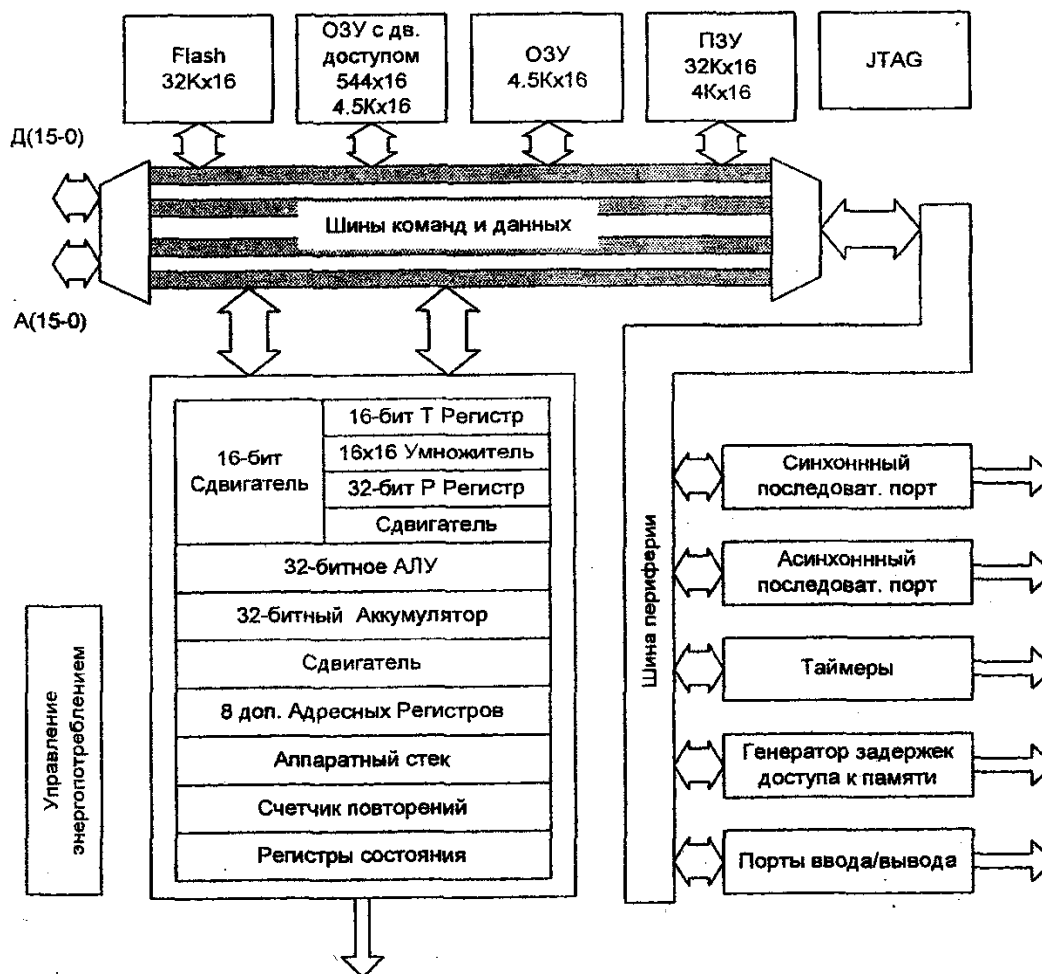 Flash
32Kx16
ОЗУ с дв.
доступом
544x16
4.5Kx16
ОЗУ
4.5Kx16
ПЗУ
32Kx16
4Kx16
JTAG
Д(15-0)
Шины команд и данных
А(15-0)
16-бит
Сдвигатель
16-бит Т Регистр
16x16 Умножитель
32-бит Р Регистр
Сдвигатель
32-битное АЛУ
32-битный Аккумулятор
Сдвигатель
8 доп. Адресных Регистров
Аппаратный стек
Счетчик повторений
Регистры состояния
Управление
энергопотреблением
Шина периферии
Синхоннный
последоват. порт
Асинхоннный
последоват. порт
Таймеры
Генератор задержек
доступа к памяти
Порты ввода/вывода